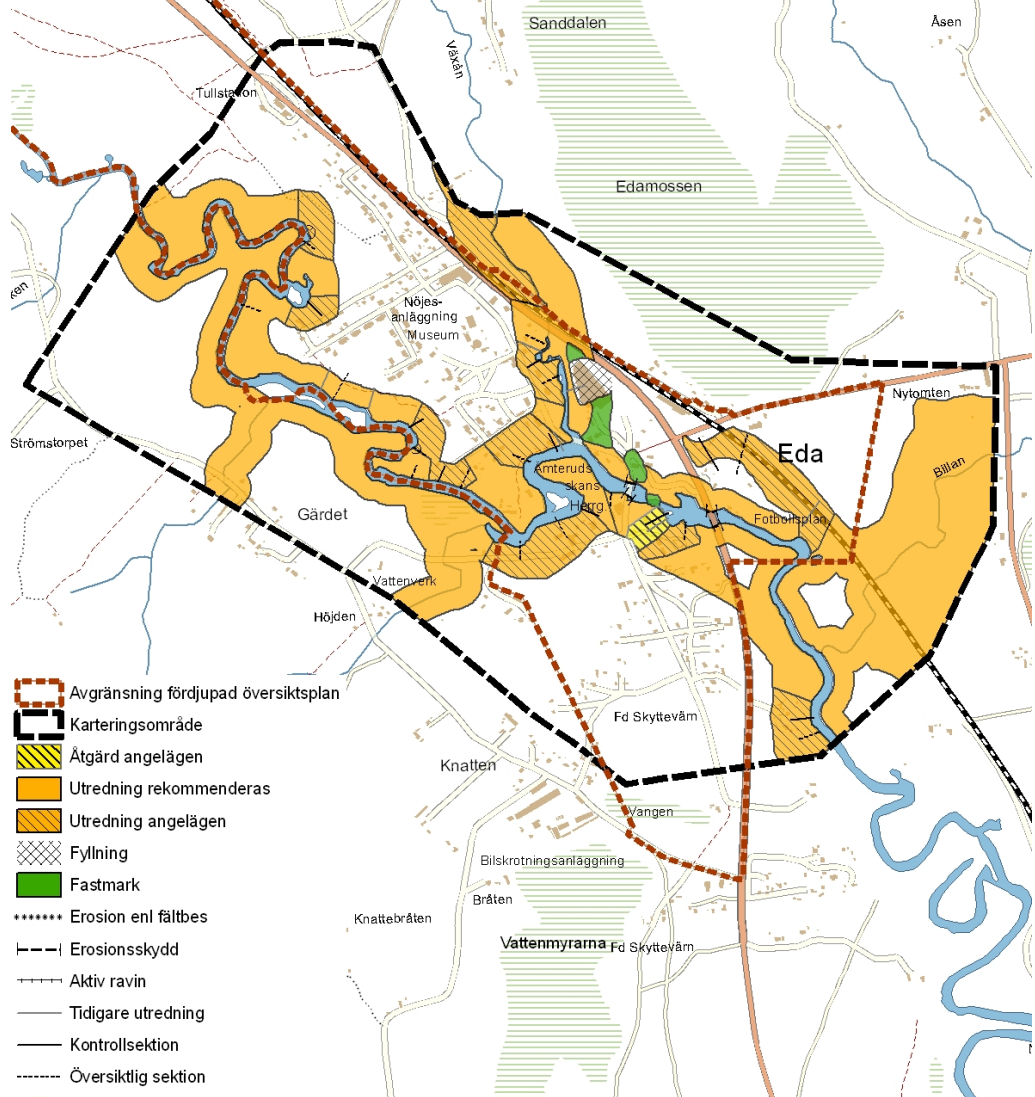 Sanddalen
Åsen
Växån
Tullstation
Edamossen
ken
Nöjes-
anläggning
Museum
Nytomten
Strömstorpet
Eda
Billan
Amteruds
skans
Herrg.
Gärdet
Fotbollsplan
Vattenverk
Höjden
Fd Skyttevärn
Knatten
Vangen
Bilskrotningsanläggning
Bråten
Knattebråten
Vattenmyrarna
Fd Skyttevärn
Avgränsning fördjupad översiktsplan
Karteringsområde
Åtgärd angelägen
Utredning rekommenderas
Utredning angelägen
Fyllning
Fastmark
Erosion enl fältbes
Erosionsskydd
Aktiv ravin
Tidigare utredning
Kontrollsektion
Översiktlig sektion